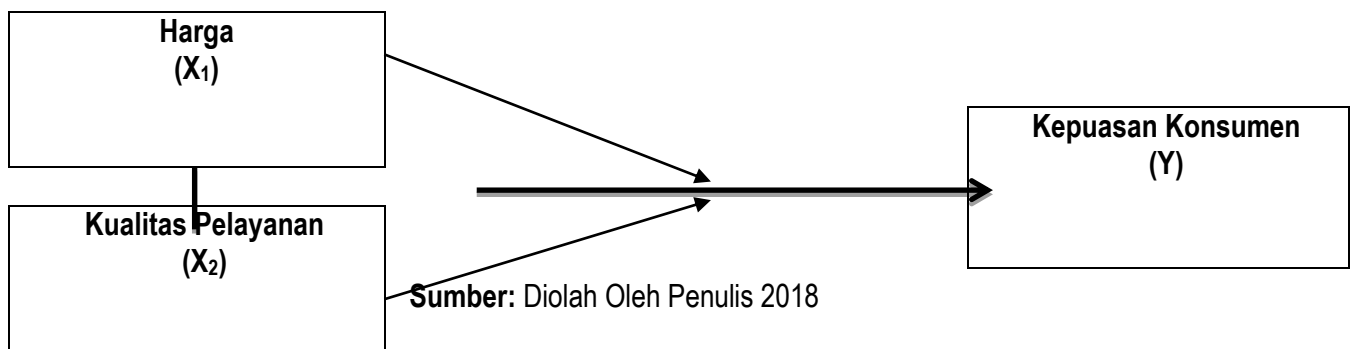 Harga
(X₁)
Kepuasan Konsumen
(Y)
Kualitas Pelayanan
(X₂)
Sumber: Diolah Oleh Penulis 2018